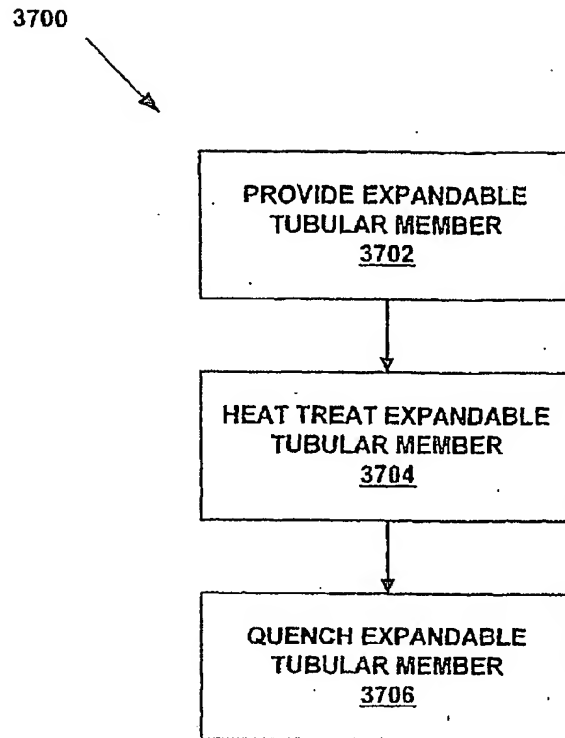 3700
PROVIDE EXPANDABLE
TUBULAR MEMBER
3702
HEAT TREAT EXPANDABLE
TUBULAR MEMBER
3704
QUENCH EXPANDABLE
TUBULAR MEMBER
3706